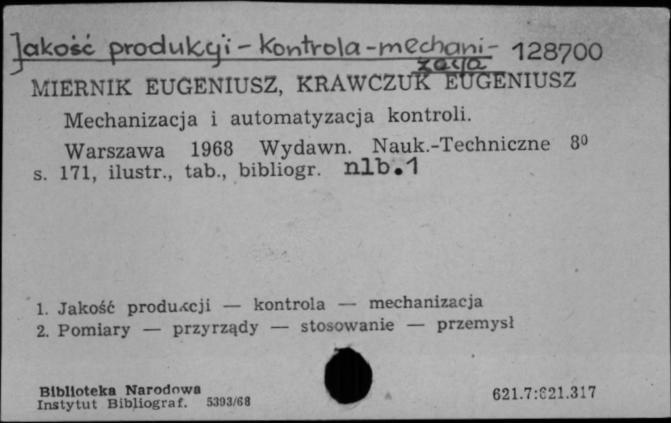 Jakość produkcji - Kontrola - mechani- 128700
zacja
MIERNIK EUGENIUSZ, KRAWCZUK EUGENIUSZ
Mechanizacja i automatyzacja kontroli.
Warszawa 1968 Wydawn. Nauk.-Techniczne 8⁰
s. 171, ilustr., tab., bibliogr. nlb.1
1. Jakość produkcji — kontrola — mechanizacja
2. Pomiary — przyrządy — stosowanie — przemysł
Biblioteka Narodowa
Instytut Bibliograf. 5393/68
621.7:621.317